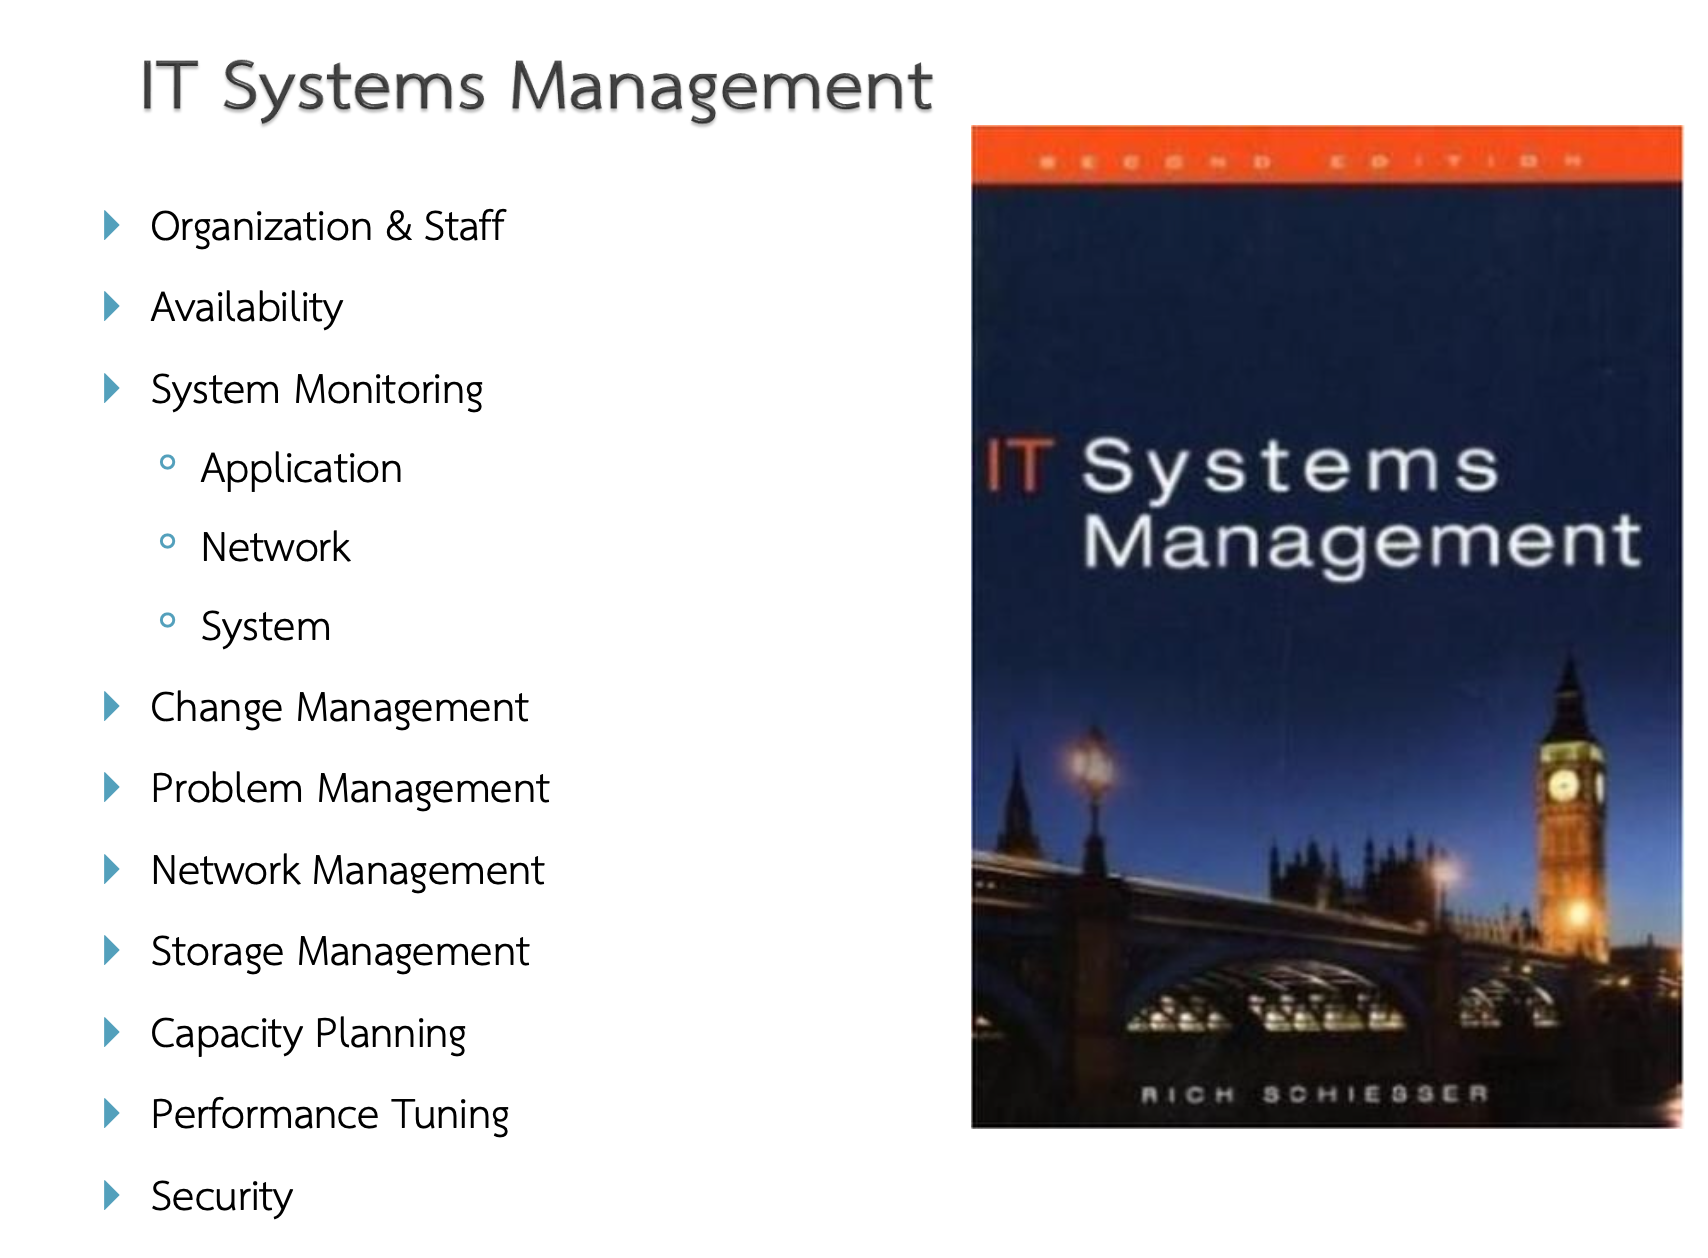 IT Systems Management
Organization & Staff
Availability
System Monitoring
Application
Network
System
Change Management
Problem Management
Network Management
Storage Management
Capacity Planning
Performance Tuning
Security
SECOND EDITION
IT Systems
Management
RICH SCHIESSER